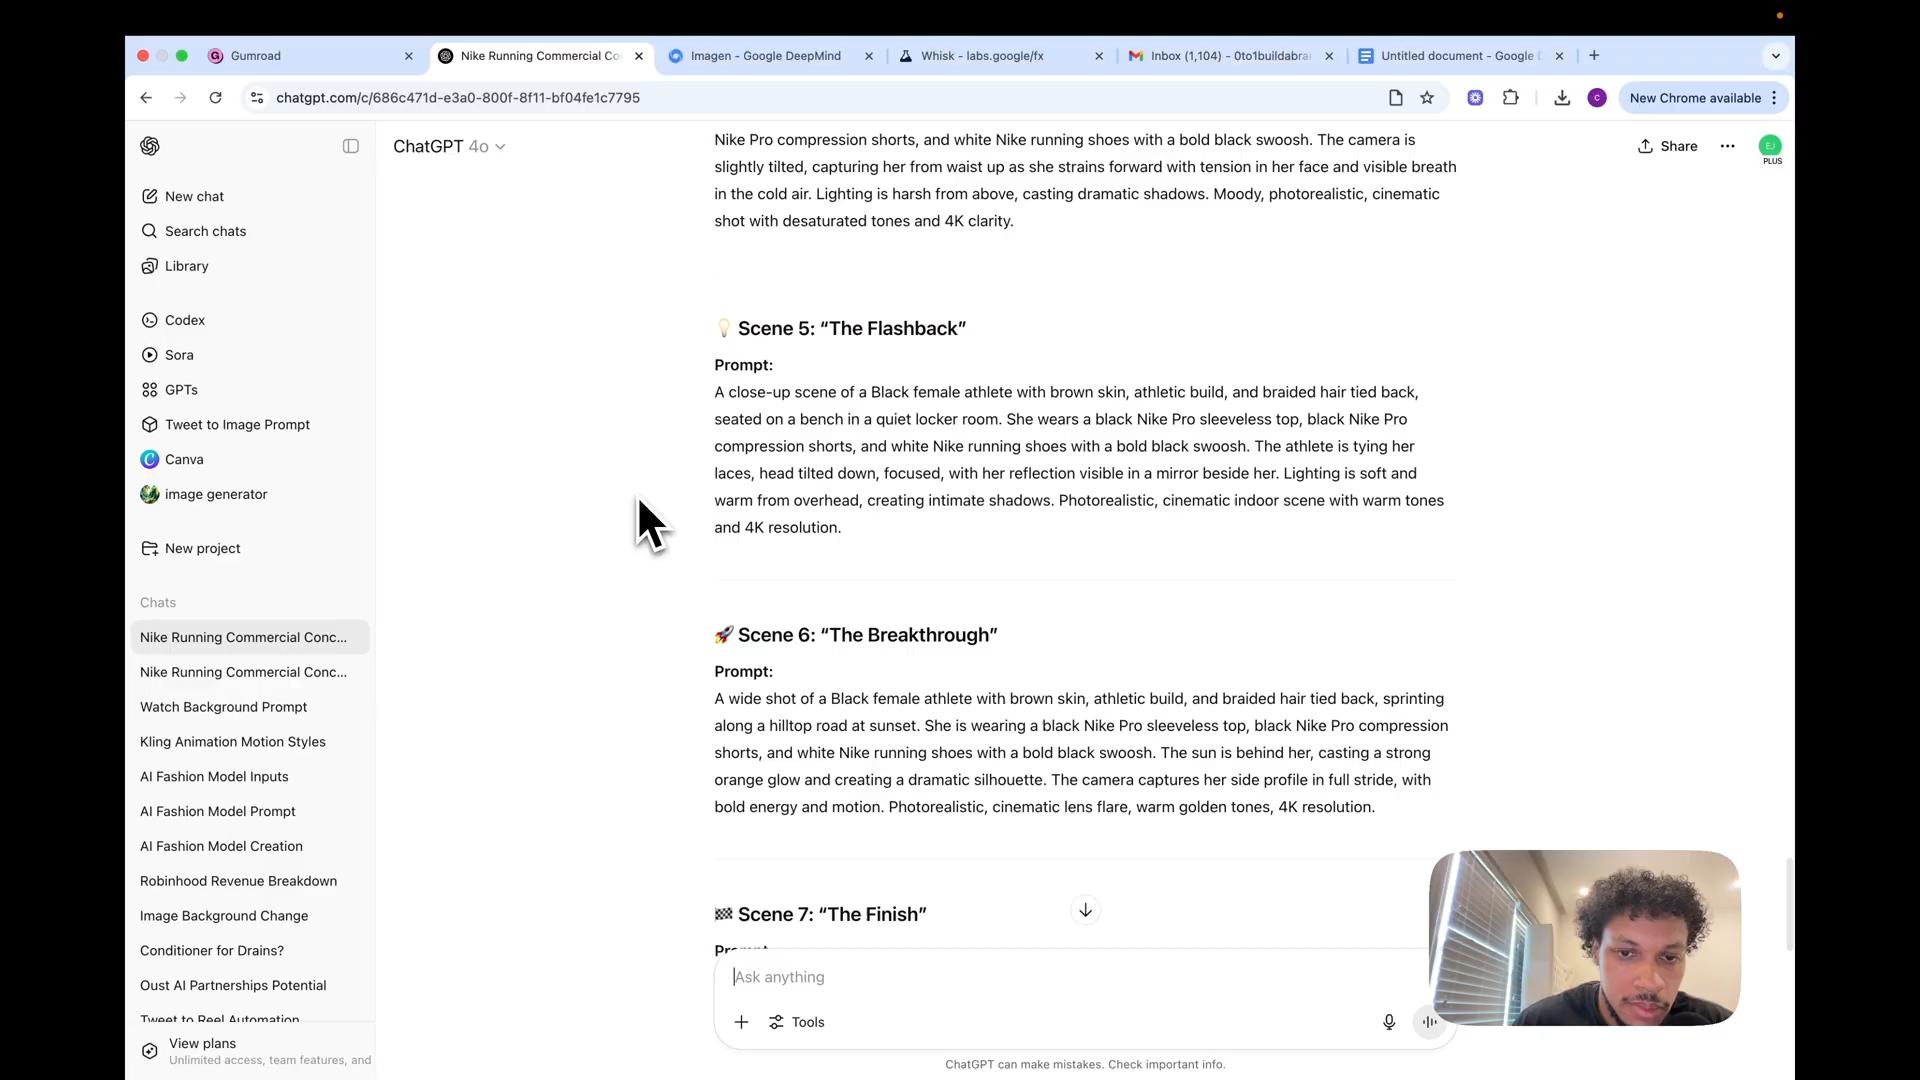 Gumroad
Nike Running Commercial Co
Imagen - Google DeepMind
Whisk - labs.google/fx
Inbox (1,104) - 0to1buildabra
Untitled document - Google D
chatgpt.com/c/686c471d-e3a0-800f-8f11-bf04fe1c7795
C
New Chrome available
ChatGPT 4o
Share
EJ
PLUS
New chat
Search chats
Library
Codex
Sora
GPTs
Tweet to Image Prompt
Canva
image generator
New project
Chats
Nike Running Commercial Conc...
Nike Running Commercial Conc...
Watch Background Prompt
Kling Animation Motion Styles
AI Fashion Model Inputs
AI Fashion Model Prompt
AI Fashion Model Creation
Robinhood Revenue Breakdown
Image Background Change
Conditioner for Drains?
Oust AI Partnerships Potential
Tweet to Reel Automation
View plans
Unlimited access, team features, and
Nike Pro compression shorts, and white Nike running shoes with a bold black swoosh. The camera is
slightly tilted, capturing her from waist up as she strains forward with tension in her face and visible breath
in the cold air. Lighting is harsh from above, casting dramatic shadows. Moody, photorealistic, cinematic
shot with desaturated tones and 4K clarity.
💡 Scene 5: “The Flashback”
Prompt:
A close-up scene of a Black female athlete with brown skin, athletic build, and braided hair tied back,
seated on a bench in a quiet locker room. She wears a black Nike Pro sleeveless top, black Nike Pro
compression shorts, and white Nike running shoes with a bold black swoosh. The athlete is tying her
laces, head tilted down, focused, with her reflection visible in a mirror beside her. Lighting is soft and
warm from overhead, creating intimate shadows. Photorealistic, cinematic indoor scene with warm tones
and 4K resolution.
🚀 Scene 6: “The Breakthrough”
Prompt:
A wide shot of a Black female athlete with brown skin, athletic build, and braided hair tied back, sprinting
along a hilltop road at sunset. She is wearing a black Nike Pro sleeveless top, black Nike Pro compression
shorts, and white Nike running shoes with a bold black swoosh. The sun is behind her, casting a strong
orange glow and creating a dramatic silhouette. The camera captures her side profile in full stride, with
bold energy and motion. Photorealistic, cinematic lens flare, warm golden tones, 4K resolution.
🏁 Scene 7: “The Finish”
Prompt:
Ask anything
Tools
ChatGPT can make mistakes. Check important info.